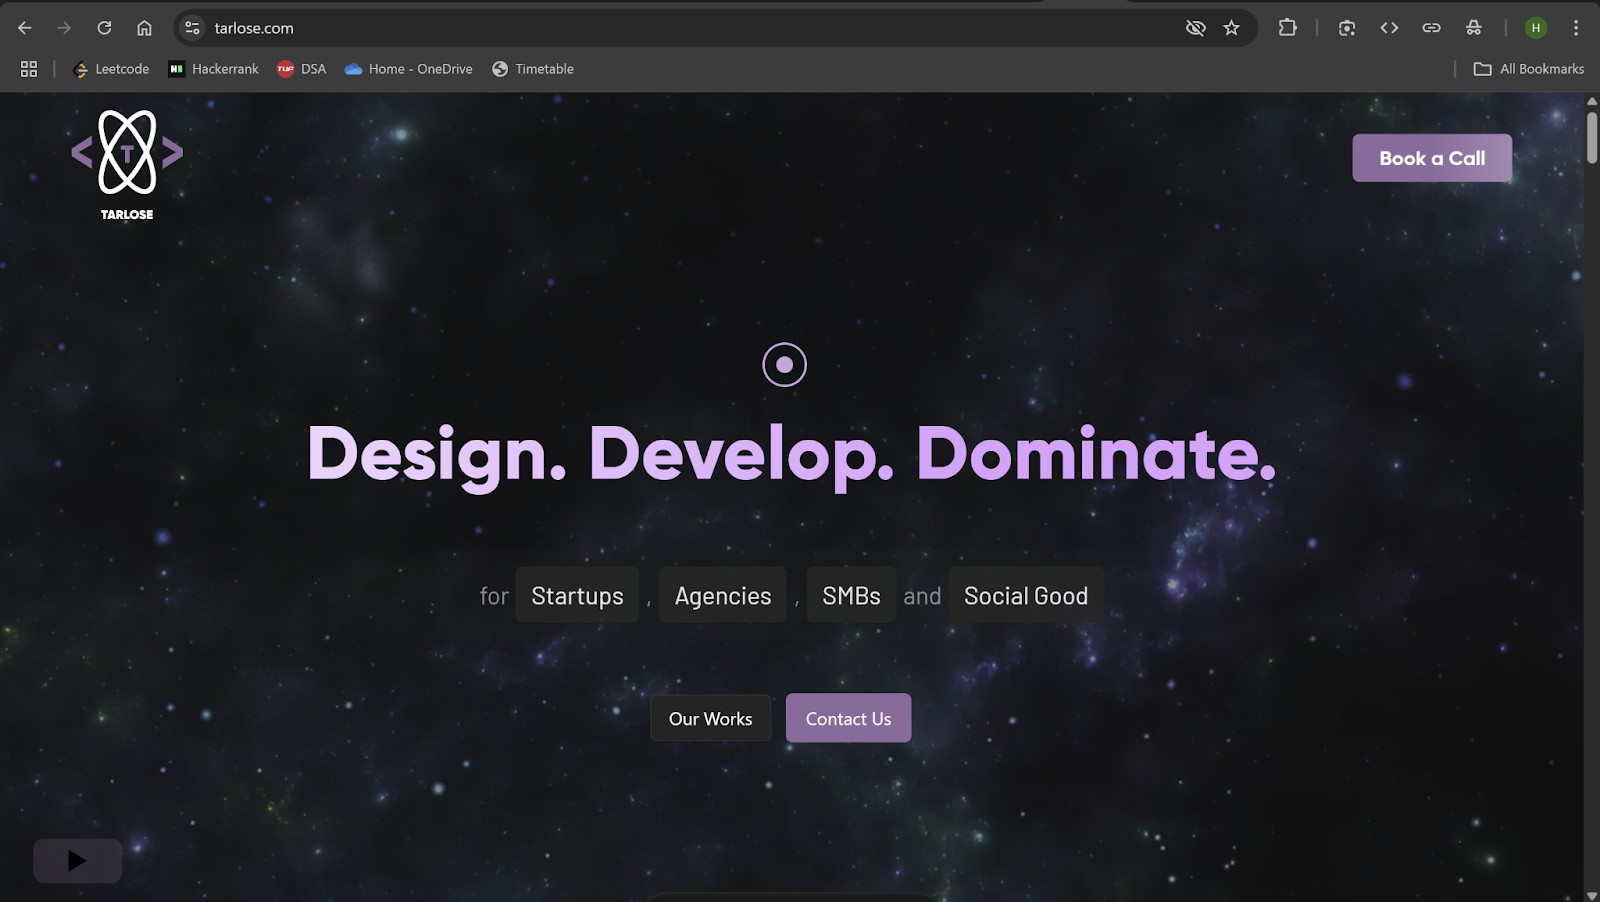 tarlose.com
H
Leetcode
Hackerrank
TUF DSA
Home - OneDrive
Timetable
All Bookmarks
< T >
TARLOSE
Book a Call
Design. Develop. Dominate.
for Startups , Agencies , SMBs and Social Good
Our Works
Contact Us